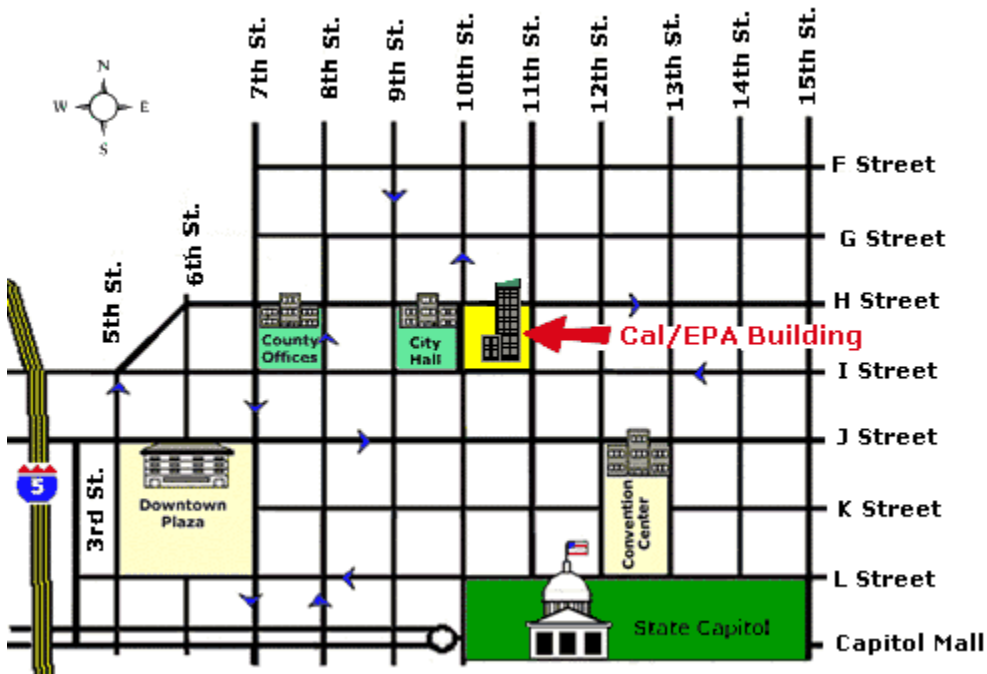 7th St.
8th St.
9th St.
10th St.
11th St.
12th St.
13th St.
14th St.
15th St.
N
W
E
S
F Street
6th St.
G Street
5th St.
H Street
County
Offices
City
Hall
Cal/EPA Building
I Street
J Street
5
3rd St.
Downtown
Plaza
Convention
Center
K Street
L Street
State Capitol
Capitol Mall